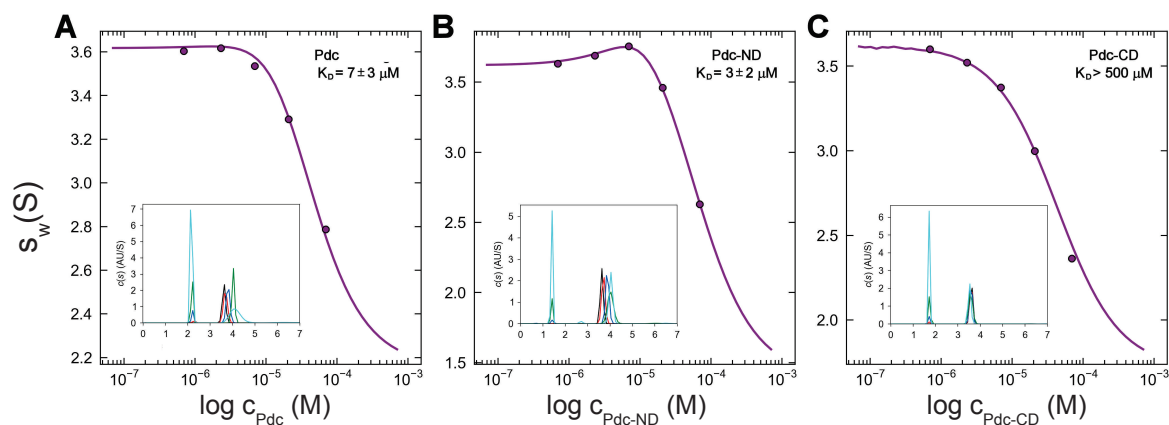 A
B
C
s_w(S)
3.6
3.4
3.2
3.0
2.8
2.6
2.4
2.2
Pdc
K_D = 7 ± 3 μM
c(s) (AU/S)
7
6
5
4
3
2
1
0
0 1 2 3 4 5 6 7
10⁻⁷ 10⁻⁶ 10⁻⁵ 10⁻⁴ 10⁻³
log c_Pdc (M)
3.5
3.0
2.5
2.0
1.5
Pdc-ND
K_D = 3 ± 2 μM
c(s) (AU/S)
5
4
3
2
1
0
0 1 2 3 4 5 6 7
10⁻⁷ 10⁻⁶ 10⁻⁵ 10⁻⁴ 10⁻³
log c_Pdc-ND (M)
3.5
3.0
2.5
2.0
Pdc-CD
K_D > 500 μM
c(s) (AU/S)
6
5
4
3
2
1
0
0 1 2 3 4 5 6 7
10⁻⁷ 10⁻⁶ 10⁻⁵ 10⁻⁴ 10⁻³
log c_Pdc-CD (M)